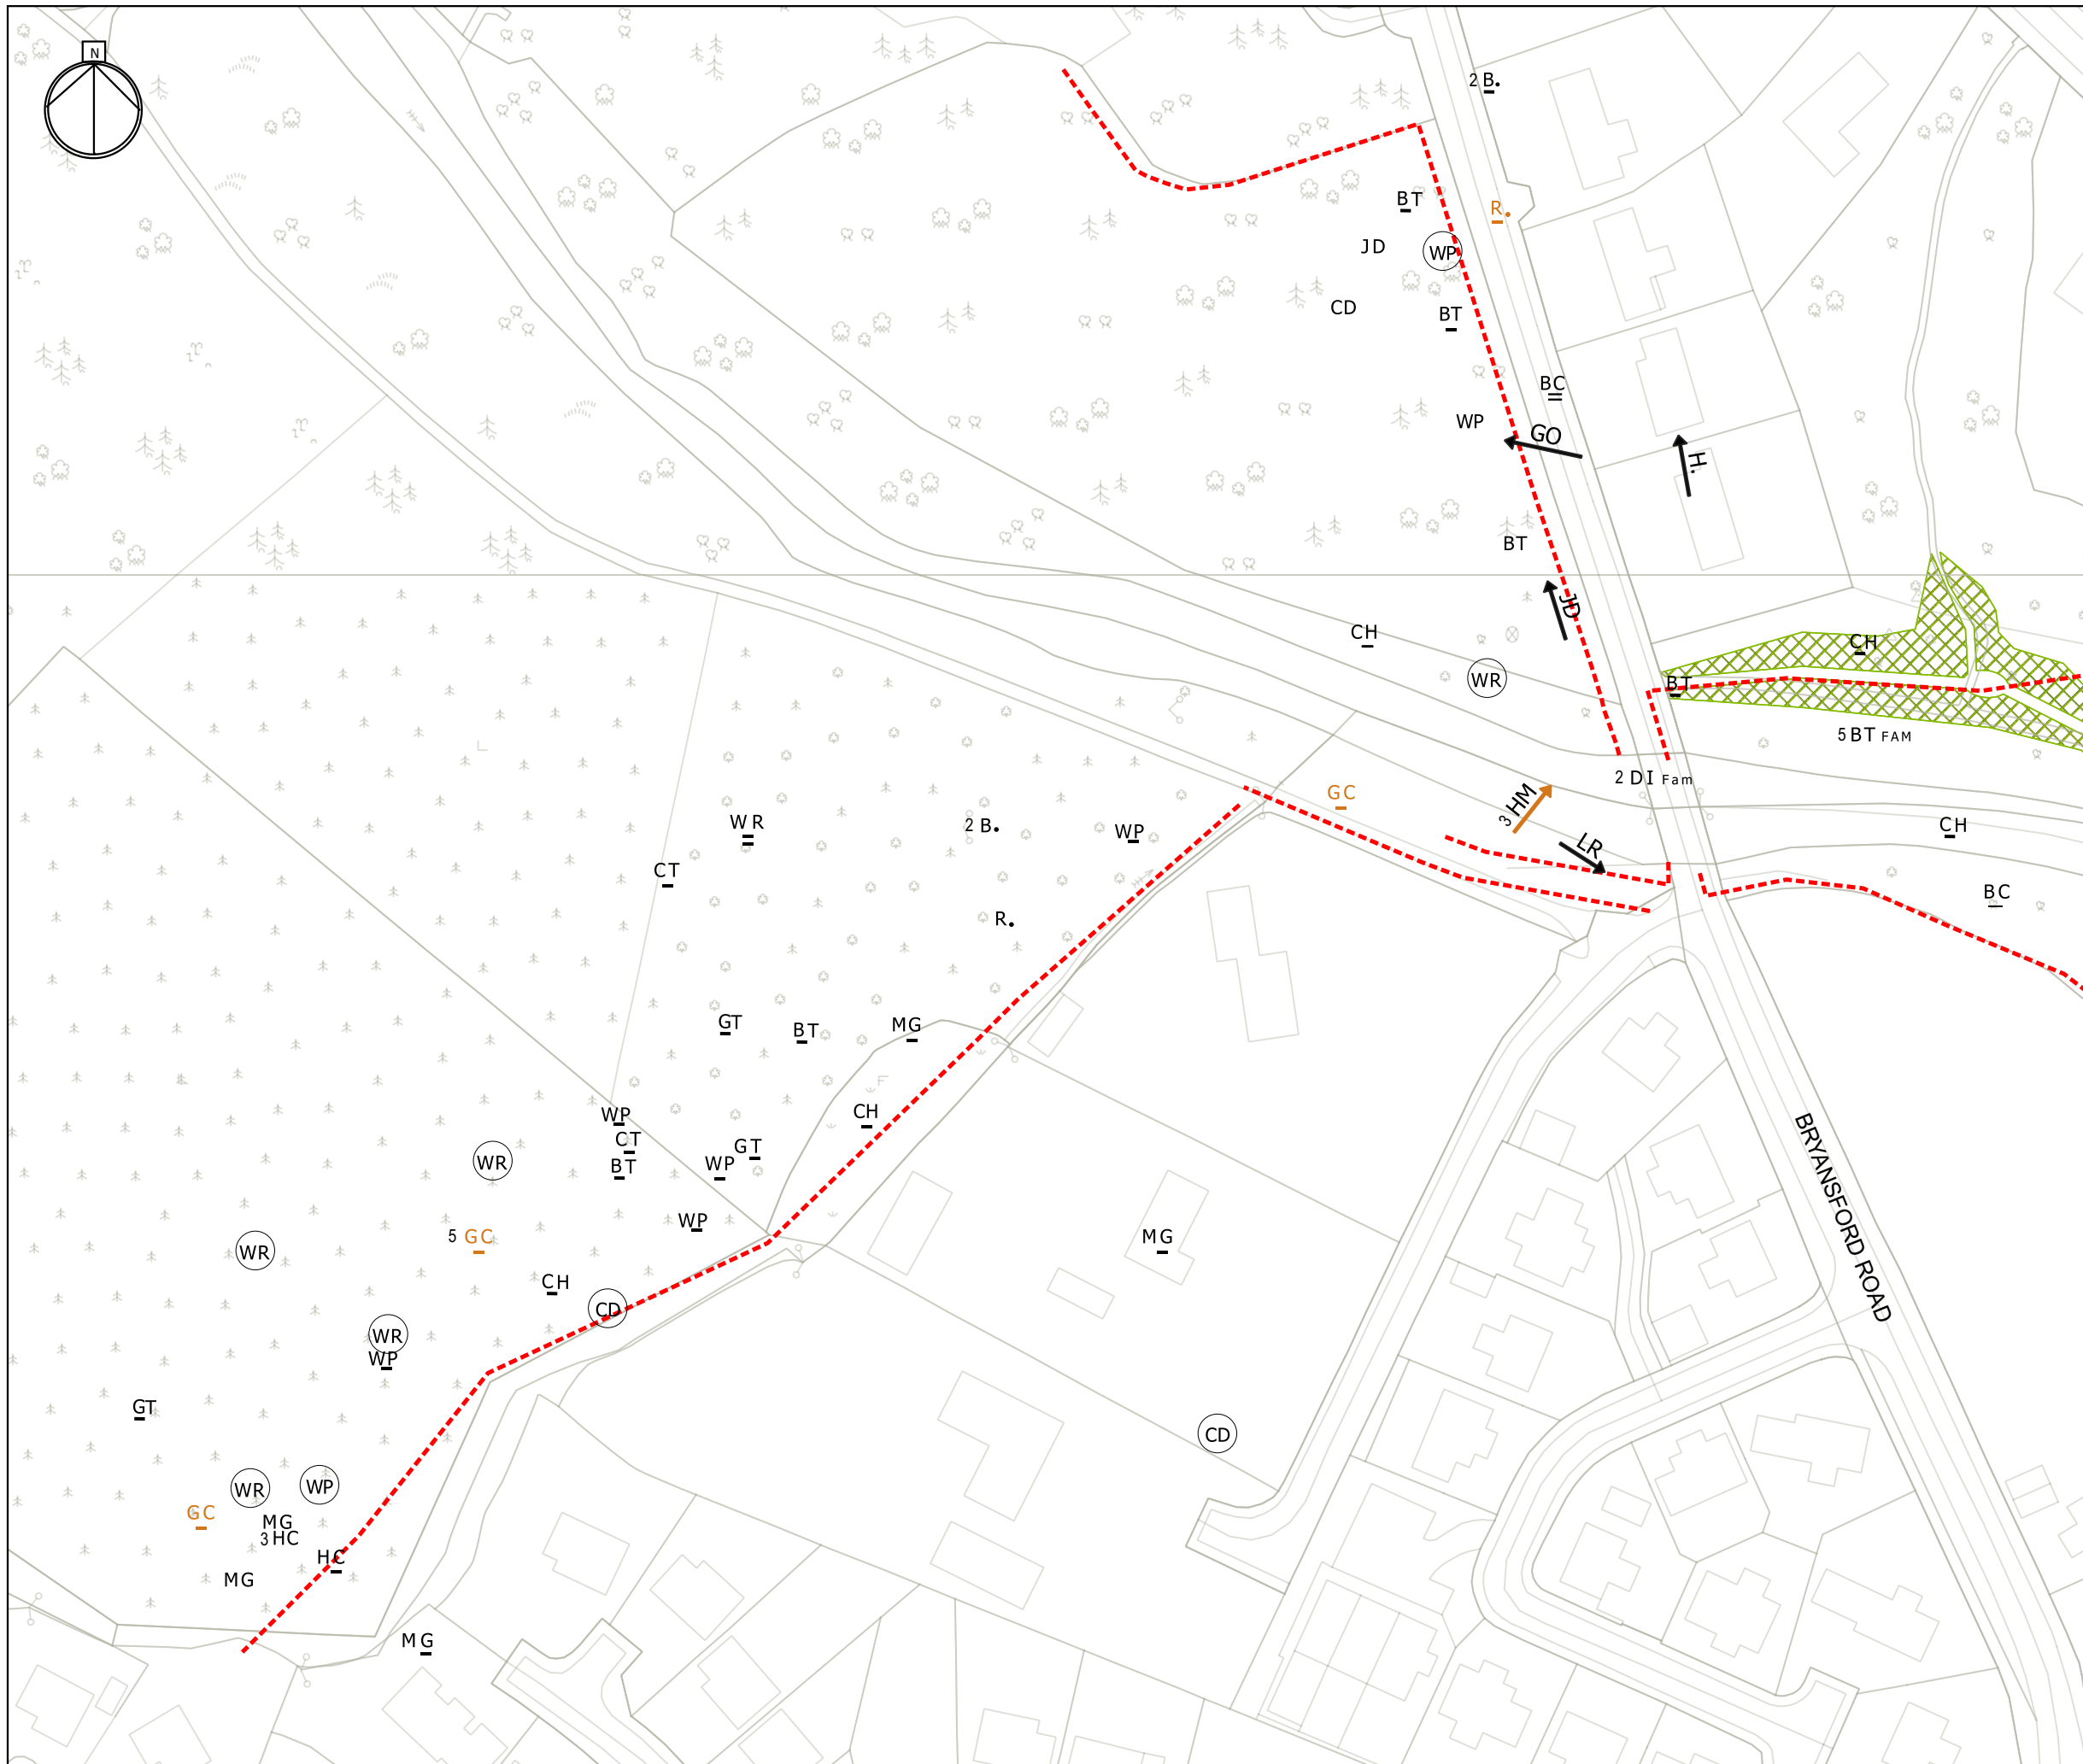 N
2 B.
BT
R.
JD
WP
CD
BT
BC
WP
GO
H.
BT
JD
CH
CH
WR
BT
5 BT FAM
2 DI Fam
GC
3 HM
WR
2 B.
WP
CH
LR
CT
BC
R.
GT
BT
MG
WP
CH
CT
GT
BT
WP
WR
BRYANSFORD ROAD
WP
5 GC
MG
WR
CH
CD
WR
WP
GT
CD
WR
WP
GC
MG
3 HC
HC
MG
MG